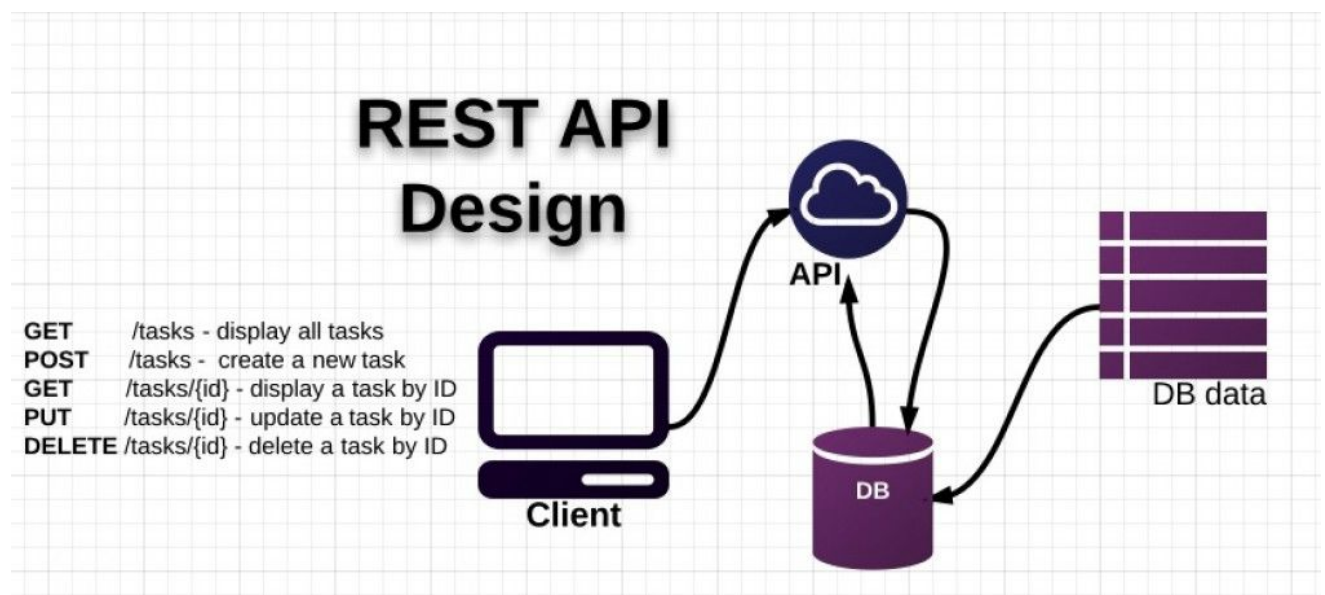 REST API
Design
API
GET /tasks - display all tasks
POST /tasks - create a new task
GET /tasks/{id} - display a task by ID
PUT /tasks/{id} - update a task by ID
DELETE /tasks/{id} - delete a task by ID
DB data
DB
Client